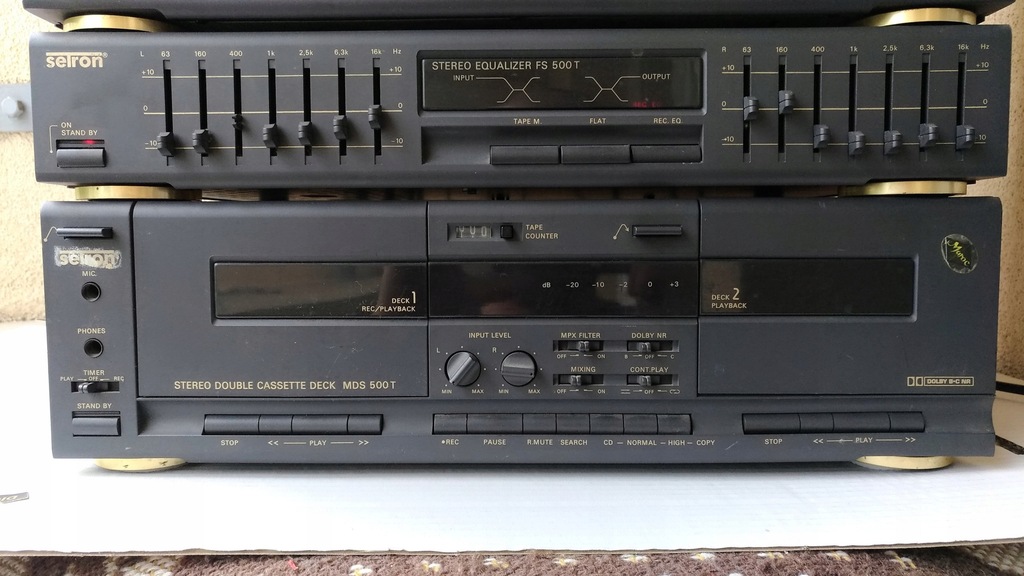 setron®
L 63 160 400 1k 2,5k 6,3k 16k Hz
+10 +10
0 0
-10 -10
ON
STAND BY
STEREO EQUALIZER FS 500T
INPUT OUTPUT
TAPE M. FLAT REC. EQ.
R 63 160 400 1k 2,5k 6,3k 16k Hz
+10 +10
0 0
-10 -10
setron
MIC.
PHONES
TIMER
PLAY OFF REC
STAND BY
DECK 1
REC/PLAYBACK
STEREO DOUBLE CASSETTE DECK MDS 500T
TAPE
COUNTER
dB -20 -10 -2 0 +3
INPUT LEVEL
L R
MIN MAX MIN MAX
MPX FILTER DOLBY NR
OFF ON B OFF C
MIXING CONT.PLAY
OFF ON OFF
DECK 2
REC/PLAYBACK
DOLBY B-C NR
STOP << PLAY >>
●REC PAUSE R.MUTE SEARCH CD NORMAL HIGH COPY
STOP << PLAY >>